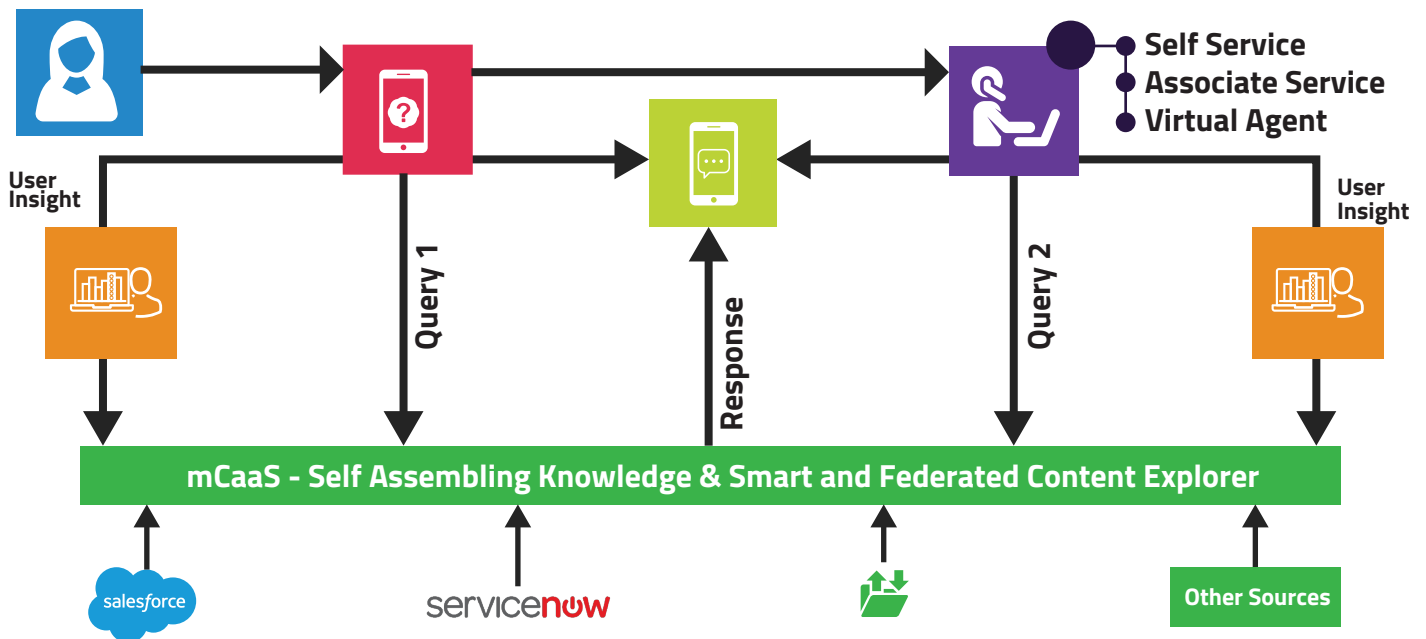 Self Service
Associate Service
Virtual Agent
?
User
Insight
User
Insight
Query 1
Response
Query 2
mCaaS - Self Assembling Knowledge & Smart and Federated Content Explorer
salesforce
servicenow
Other Sources